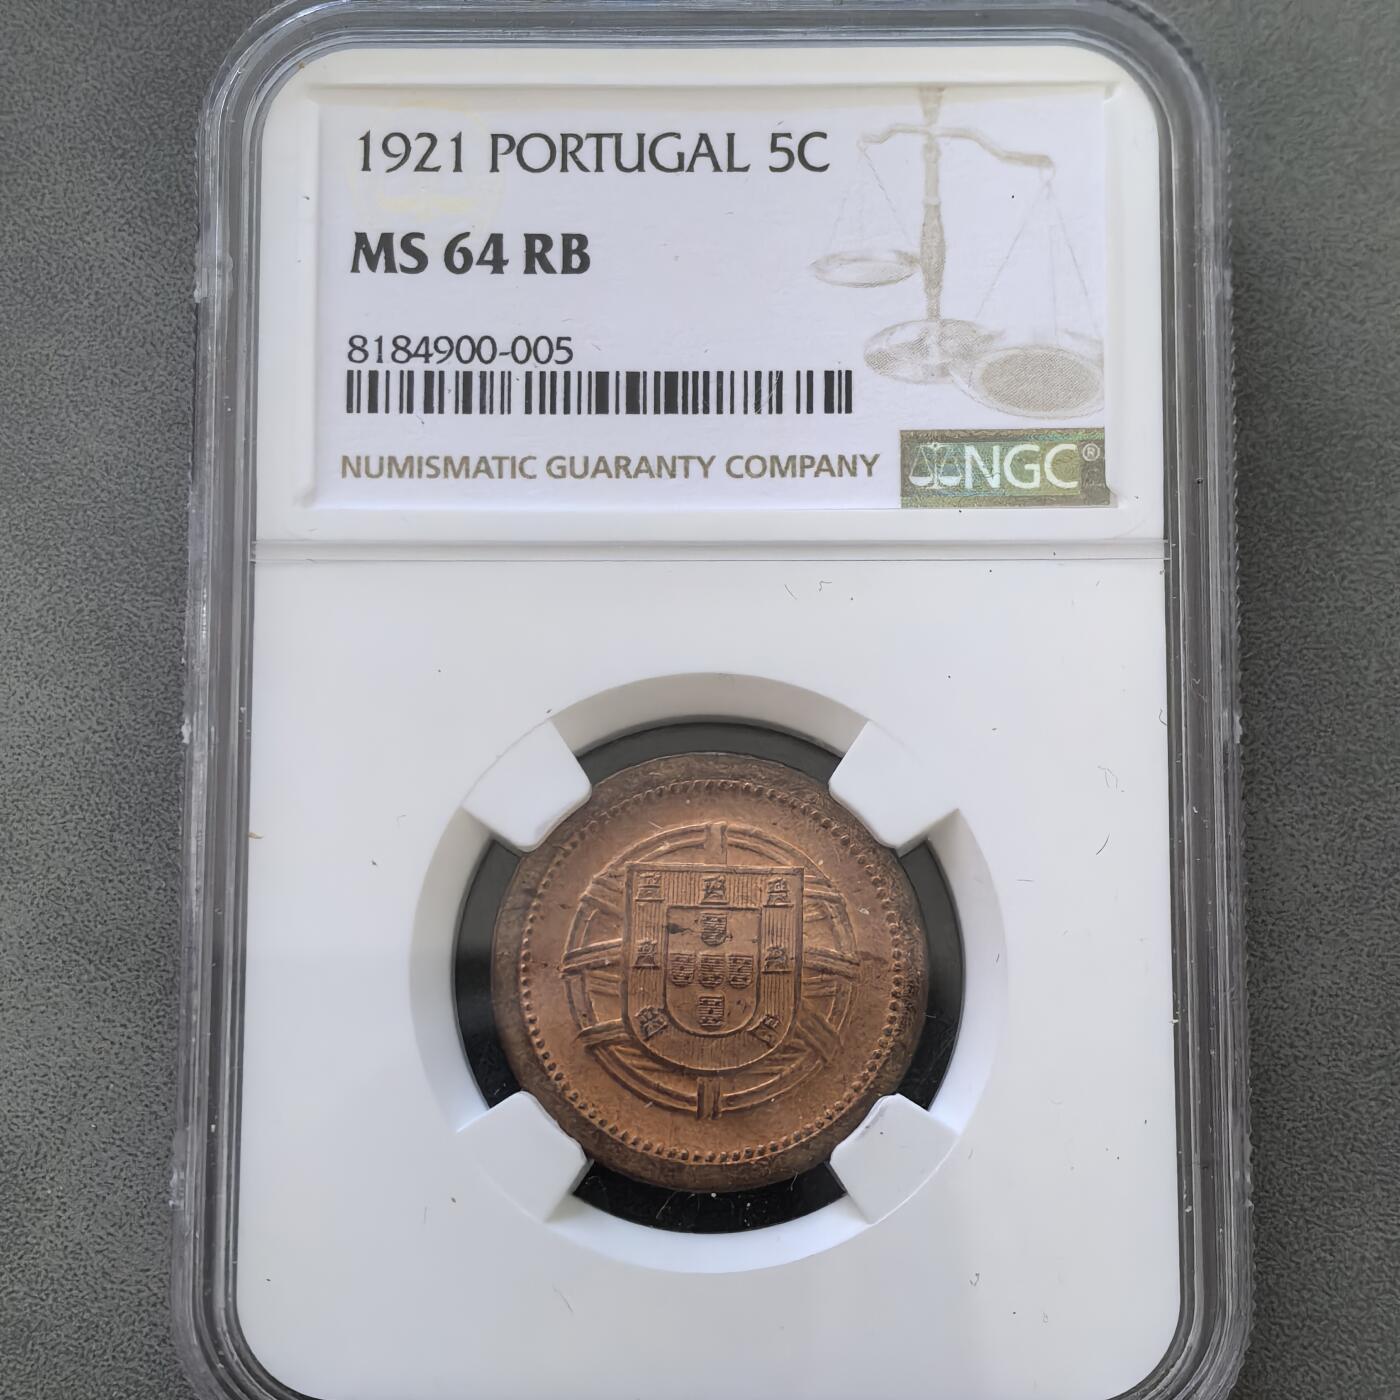 1921 PORTUGAL 5C
MS 64 RB
8184900-005
NUMISMATIC GUARANTY COMPANY
NGC®